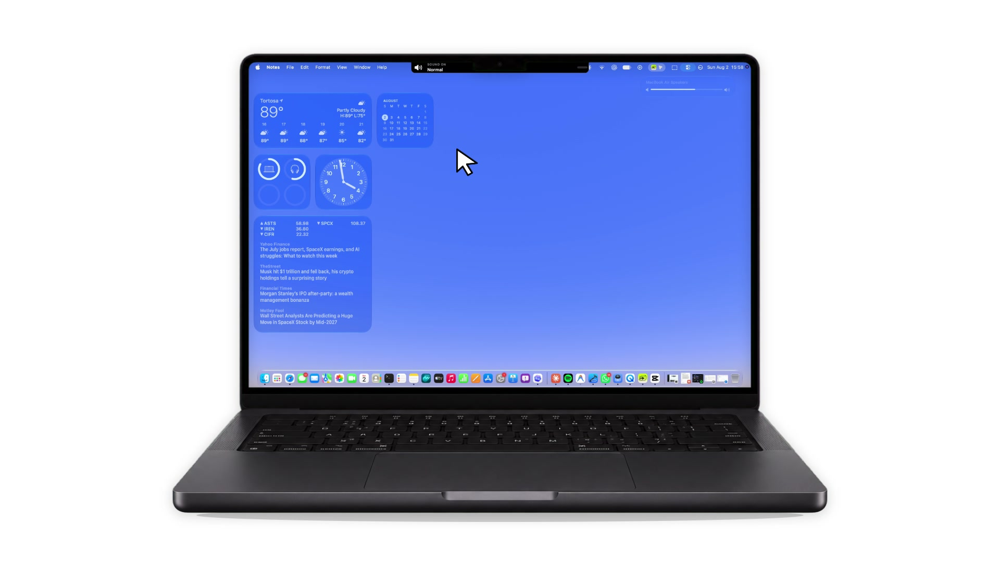 Notes File Edit Format View Window Help
SOUND ON
Normal
Sun Aug 2 15:58
MacBook Air Speakers
Tortosa
89°
Partly Cloudy
H:89° L:75°
16 17 18 19 20 21
89° 89° 88° 87° 85° 82°
AUGUST
S M T W T F S
1
2 3 4 5 6 7 8
9 10 11 12 13 14 15
16 17 18 19 20 21 22
23 24 25 26 27 28 29
30 31
12 1 2 3 4 5 6 7 8 9 10 11
ASTS 58.98 SPCX 108.37
IREN 36.80
CIFR 22.32
Yahoo Finance
The July jobs report, SpaceX earnings, and AI
struggles: What to watch this week
TheStreet
Musk hit $1 trillion and fell back, his crypto
holdings tell a surprising story
Financial Times
Morgan Stanley's IPO after-party: a wealth
management bonanza
Motley Fool
Wall Street Analysts Are Predicting a Huge
Move in SpaceX Stock by Mid-2027
2
tv